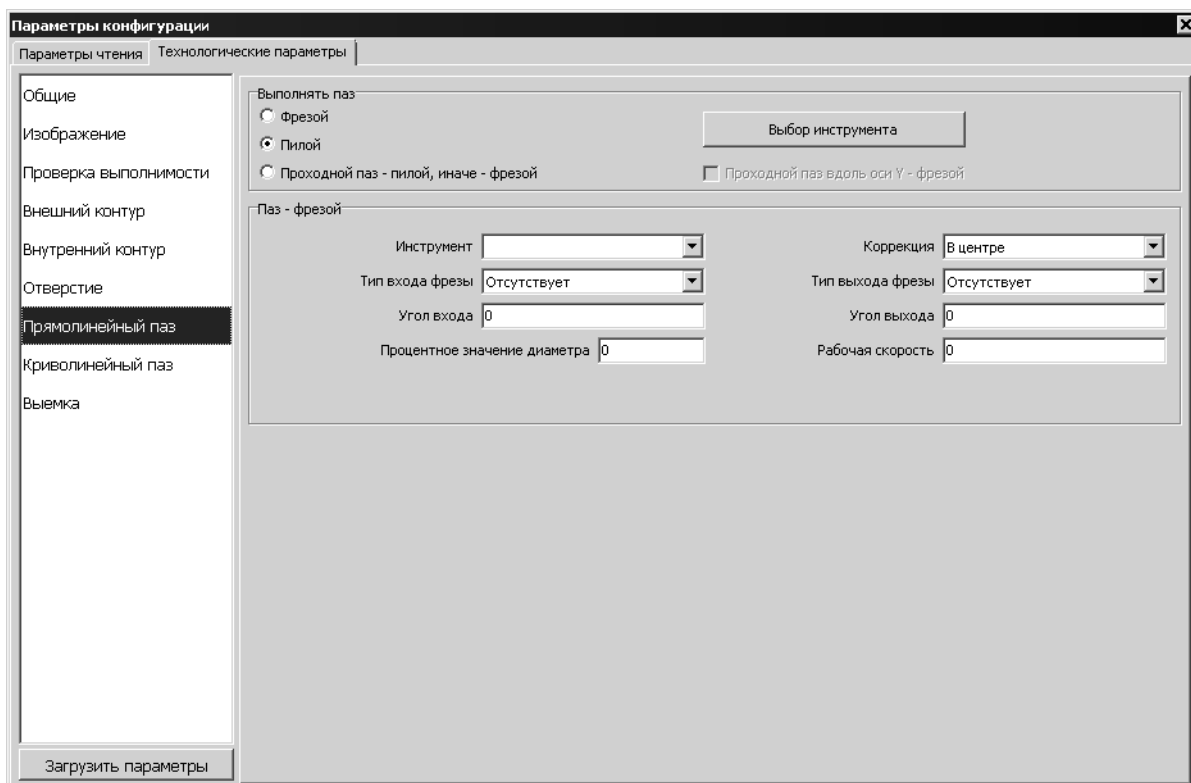 Параметры конфигурации
Параметры чтения Технологические параметры
Общие
Изображение
Проверка выполнимости
Внешний контур
Внутренний контур
Отверстие
Прямолинейный паз
Криволинейный паз
Выемка
Загрузить параметры
Выполнять паз
Фрезой
Пилой
Проходной паз - пилой, иначе - фрезой
Выбор инструмента
Проходной паз вдоль оси Y - фрезой
Паз - фрезой
Инструмент Коррекция В центре
Тип входа фрезы Отсутствует Тип выхода фрезы Отсутствует
Угол входа 0 Угол выхода 0
Процентное значение диаметра 0 Рабочая скорость 0